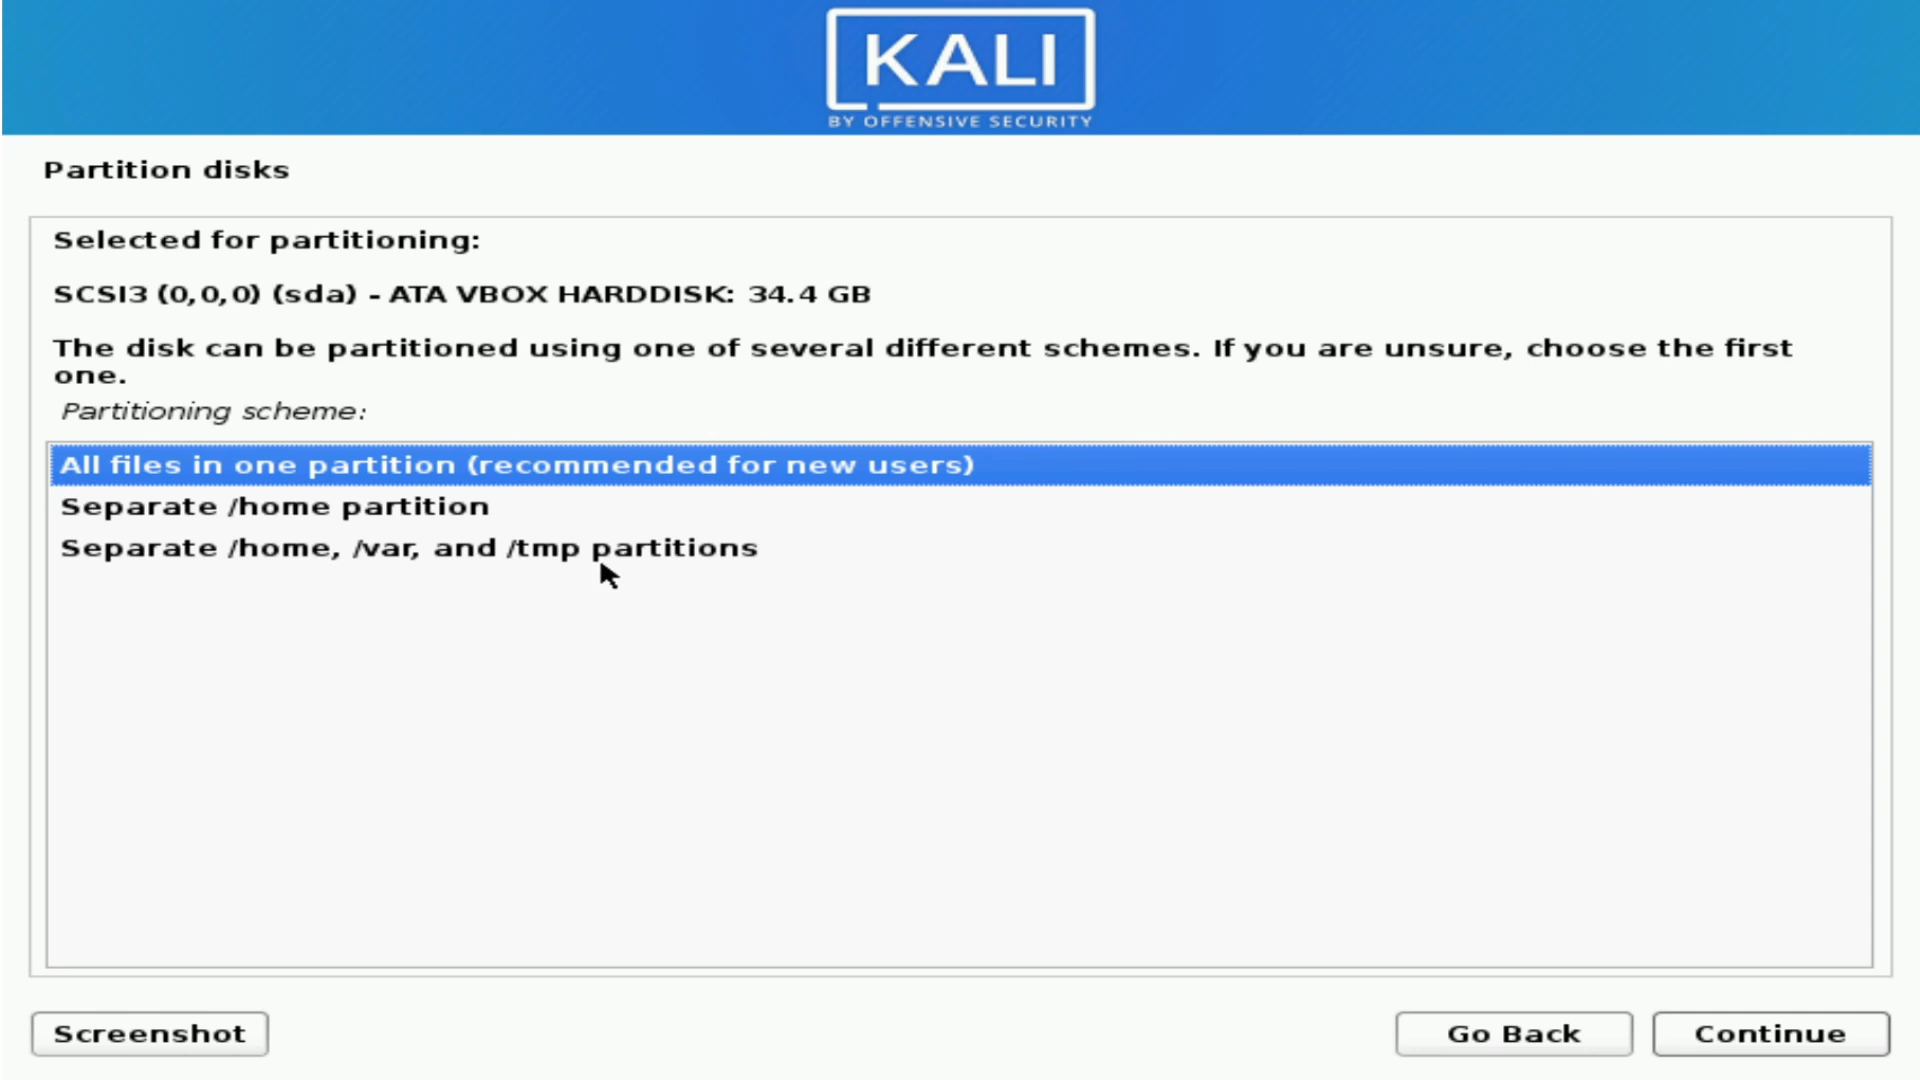 KALI
BY OFFENSIVE SECURITY
Partition disks
Selected for partitioning:
SCSI3 (0,0,0) (sda) - ATA VBOX HARDDISK: 34.4 GB
The disk can be partitioned using one of several different schemes. If you are unsure, choose the first
one.
Partitioning scheme:
All files in one partition (recommended for new users)
Separate /home partition
Separate /home, /var, and /tmp partitions
Screenshot
Go Back
Continue